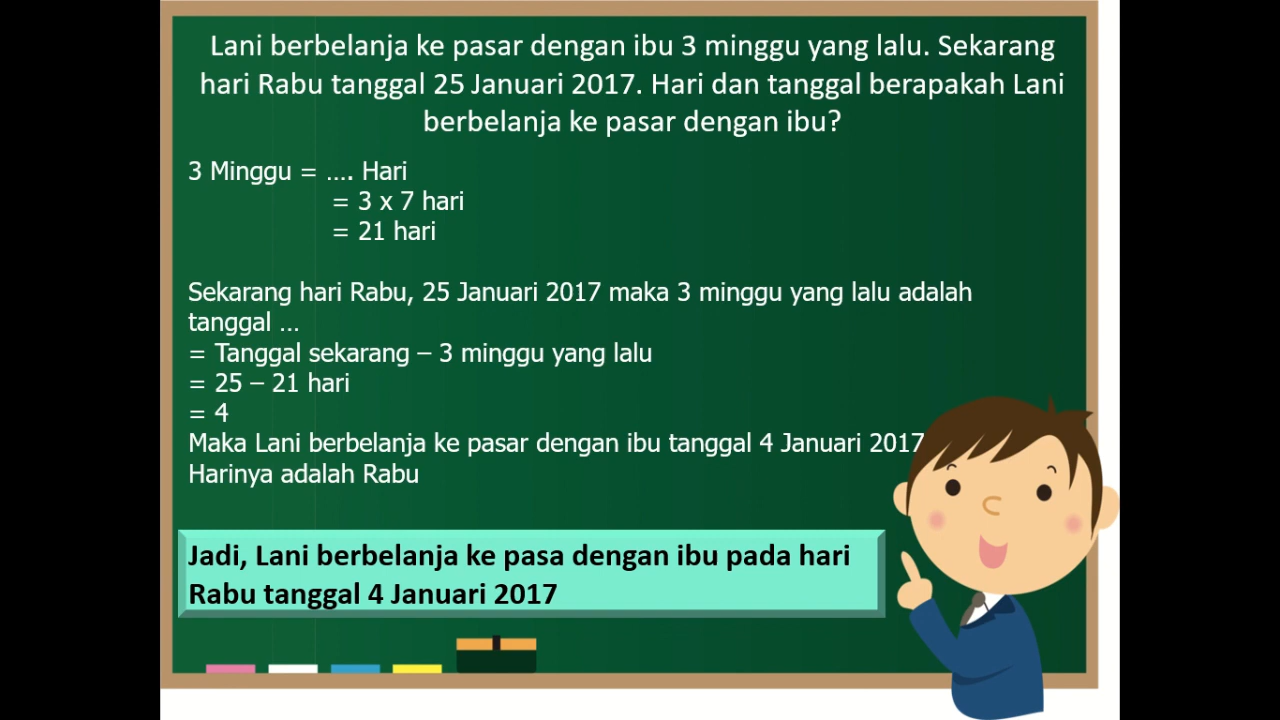 Lani berbelanja ke pasar dengan ibu 3 minggu yang lalu. Sekarang
hari Rabu tanggal 25 Januari 2017. Hari dan tanggal berapakah Lani
berbelanja ke pasar dengan ibu?
3 Minggu = .... Hari
= 3 x 7 hari
= 21 hari
Sekarang hari Rabu, 25 Januari 2017 maka 3 minggu yang lalu adalah
tanggal ...
= Tanggal sekarang – 3 minggu yang lalu
= 25 – 21 hari
= 4
Maka Lani berbelanja ke pasar dengan ibu tanggal 4 Januari 2017
Harinya adalah Rabu
Jadi, Lani berbelanja ke pasa dengan ibu pada hari
Rabu tanggal 4 Januari 2017